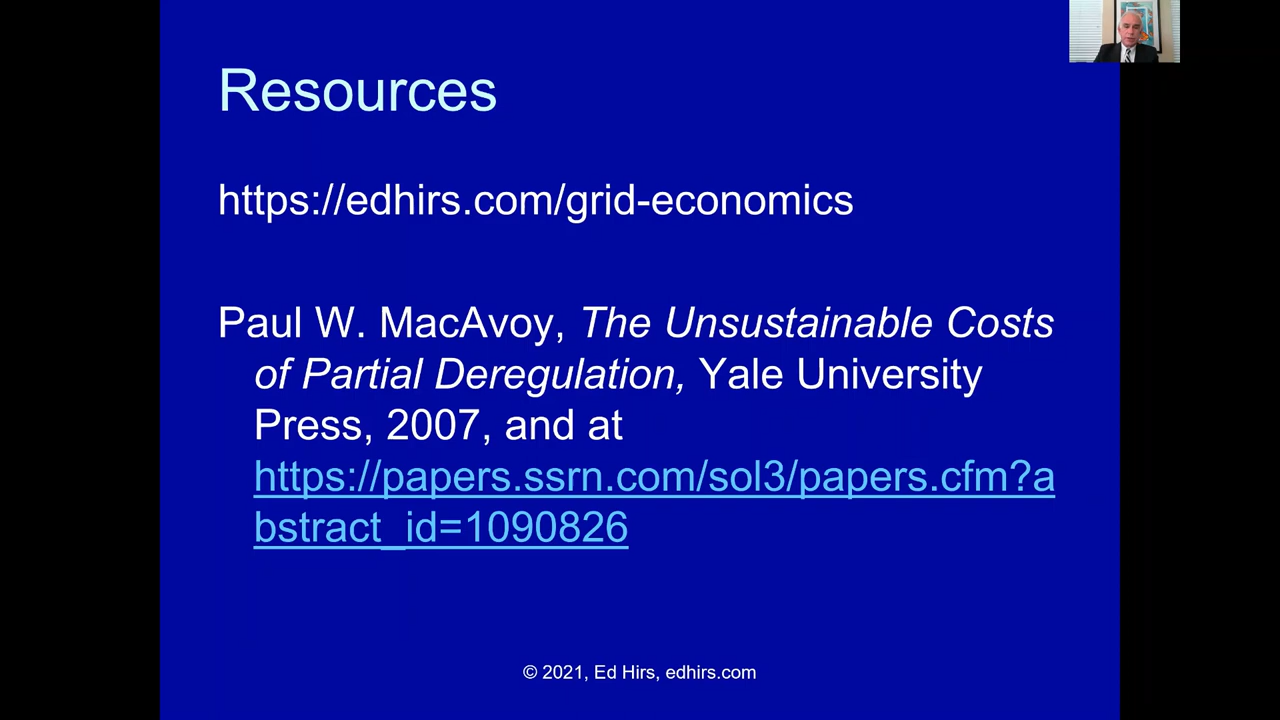 Resources
https://edhirs.com/grid-economics
Paul W. MacAvoy, The Unsustainable Costs
of Partial Deregulation, Yale University
Press, 2007, and at
https://papers.ssrn.com/sol3/papers.cfm?a
bstract_id=1090826
© 2021, Ed Hirs, edhirs.com